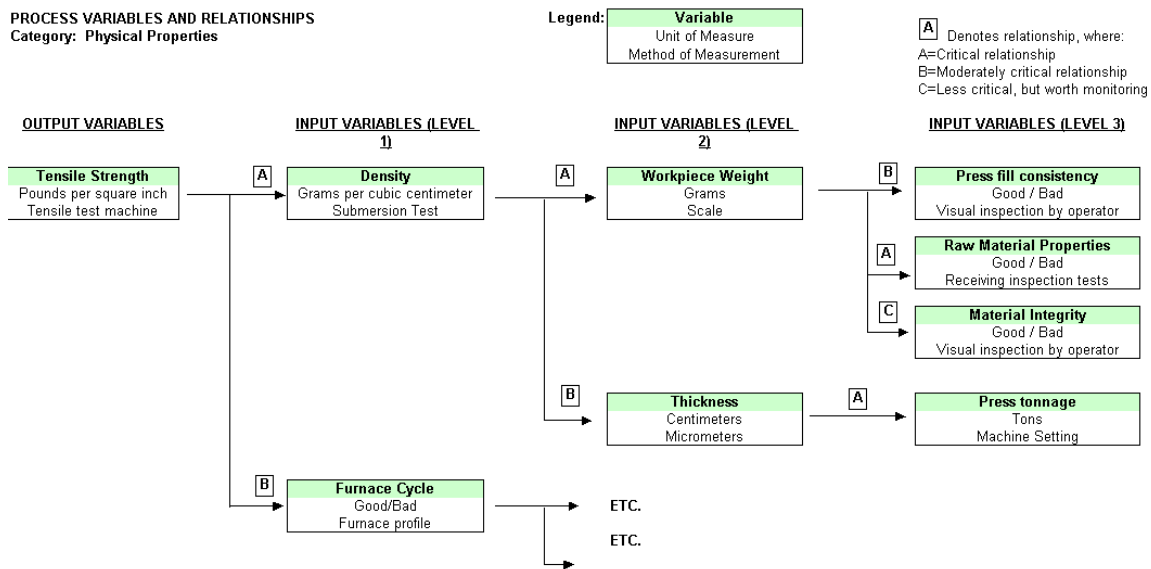 PROCESS VARIABLES AND RELATIONSHIPS
Category: Physical Properties
Legend:
Variable
Unit of Measure
Method of Measurement
A Denotes relationship, where:
A=Critical relationship
B=Moderately critical relationship
C=Less critical, but worth monitoring
OUTPUT VARIABLES
INPUT VARIABLES (LEVEL
1)
INPUT VARIABLES (LEVEL
2)
INPUT VARIABLES (LEVEL 3)
Tensile Strength
Pounds per square inch
Tensile test machine
A
Density
Grams per cubic centimeter
Submersion Test
A
Workpiece Weight
Grams
Scale
B
Press fill consistency
Good / Bad
Visual inspection by operator
A
Raw Material Properties
Good / Bad
Receiving inspection tests
C
Material Integrity
Good / Bad
Visual inspection by operator
B
Thickness
Centimeters
Micrometers
A
Press tonnage
Tons
Machine Setting
B
Furnace Cycle
Good/Bad
Furnace profile
ETC.
ETC.